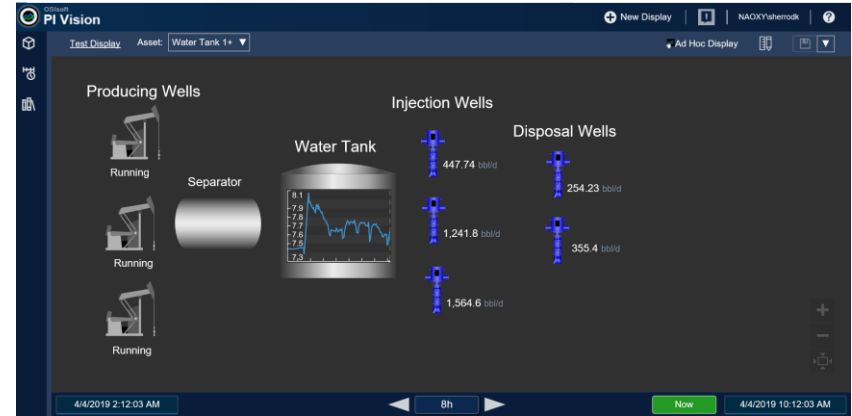 OSIsoft
PI Vision
New Display
NAOXY\sherrodk
?
Test Display
Asset:
Water Tank 1+
Ad Hoc Display
Producing Wells
Running
Running
Running
Separator
Water Tank
8.1
7.9
7.8
7.7
7.6
7.5
7.3
Injection Wells
447.74 bbl/d
1,241.8 bbl/d
1,564.6 bbl/d
Disposal Wells
254.23 bbl/d
355.4 bbl/d
4/4/2019 2:12:03 AM
8h
Now
4/4/2019 10:12:03 AM